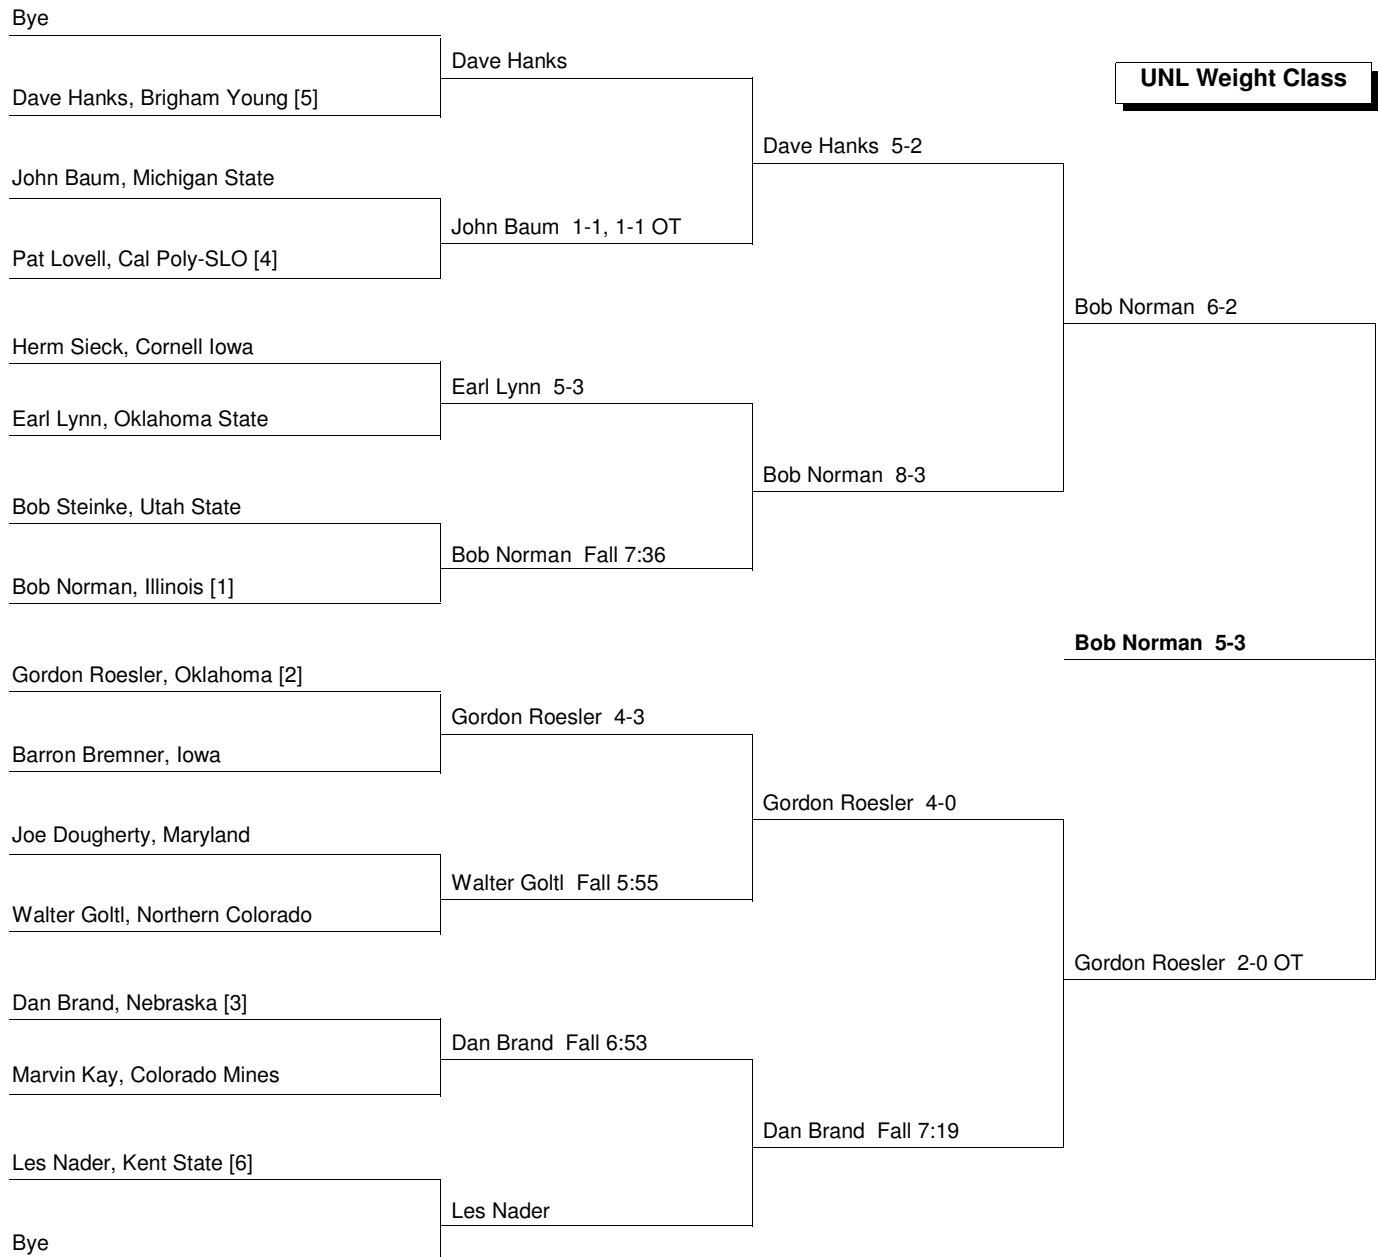 Bye
Dave Hanks
UNL Weight Class
Dave Hanks, Brigham Young [5]
Dave Hanks  5-2
John Baum, Michigan State
John Baum  1-1, 1-1 OT
Pat Lovell, Cal Poly-SLO [4]
Bob Norman  6-2
Herm Sieck, Cornell Iowa
Earl Lynn  5-3
Earl Lynn, Oklahoma State
Bob Norman  8-3
Bob Steinke, Utah State
Bob Norman  Fall 7:36
Bob Norman, Illinois [1]
Bob Norman  5-3
Gordon Roesler, Oklahoma [2]
Gordon Roesler  4-3
Barron Bremner, Iowa
Gordon Roesler  4-0
Joe Dougherty, Maryland
Walter Goltl  Fall 5:55
Walter Goltl, Northern Colorado
Gordon Roesler  2-0 OT
Dan Brand, Nebraska [3]
Dan Brand  Fall 6:53
Marvin Kay, Colorado Mines
Dan Brand  Fall 7:19
Les Nader, Kent State [6]
Les Nader
Bye